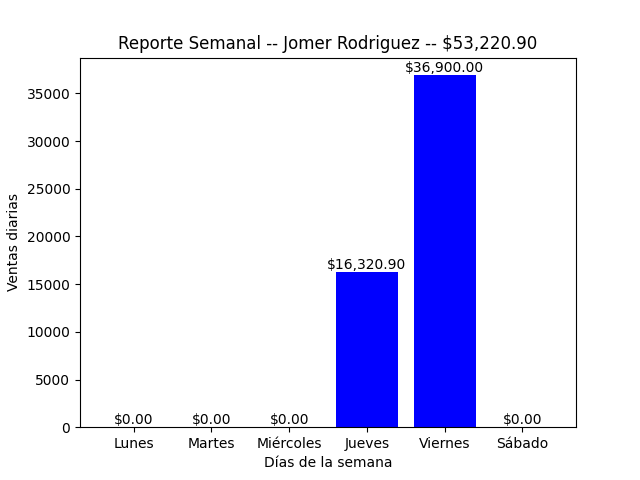 Reporte Semanal -- Jomer Rodriguez -- $53,220.90
$36,900.00
$16,320.90
$0.00 $0.00 $0.00 $0.00
35000
30000
25000
20000
15000
10000
5000
0
Ventas diarias
Lunes Martes Miércoles Jueves Viernes Sábado
Días de la semana